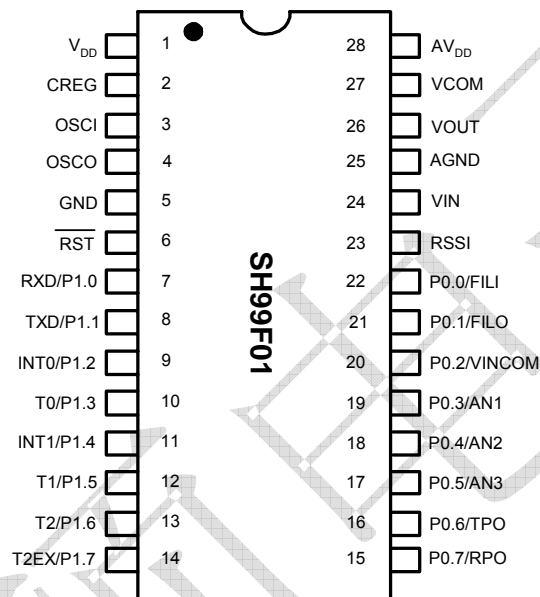 V_DD 1 28 AV_DD
CREG 2 27 VCOM
OSCI 3 26 VOUT
OSCO 4 25 AGND
GND 5 24 VIN
R̅S̅T̅ 6 23 RSSI
RXD/P1.0 7 22 P0.0/FILI
TXD/P1.1 8 21 P0.1/FILO
INT0/P1.2 9 20 P0.2/VINCOM
T0/P1.3 10 19 P0.3/AN1
INT1/P1.4 11 18 P0.4/AN2
T1/P1.5 12 17 P0.5/AN3
T2/P1.6 13 16 P0.6/TPO
T2EX/P1.7 14 15 P0.7/RPO
SH99F01